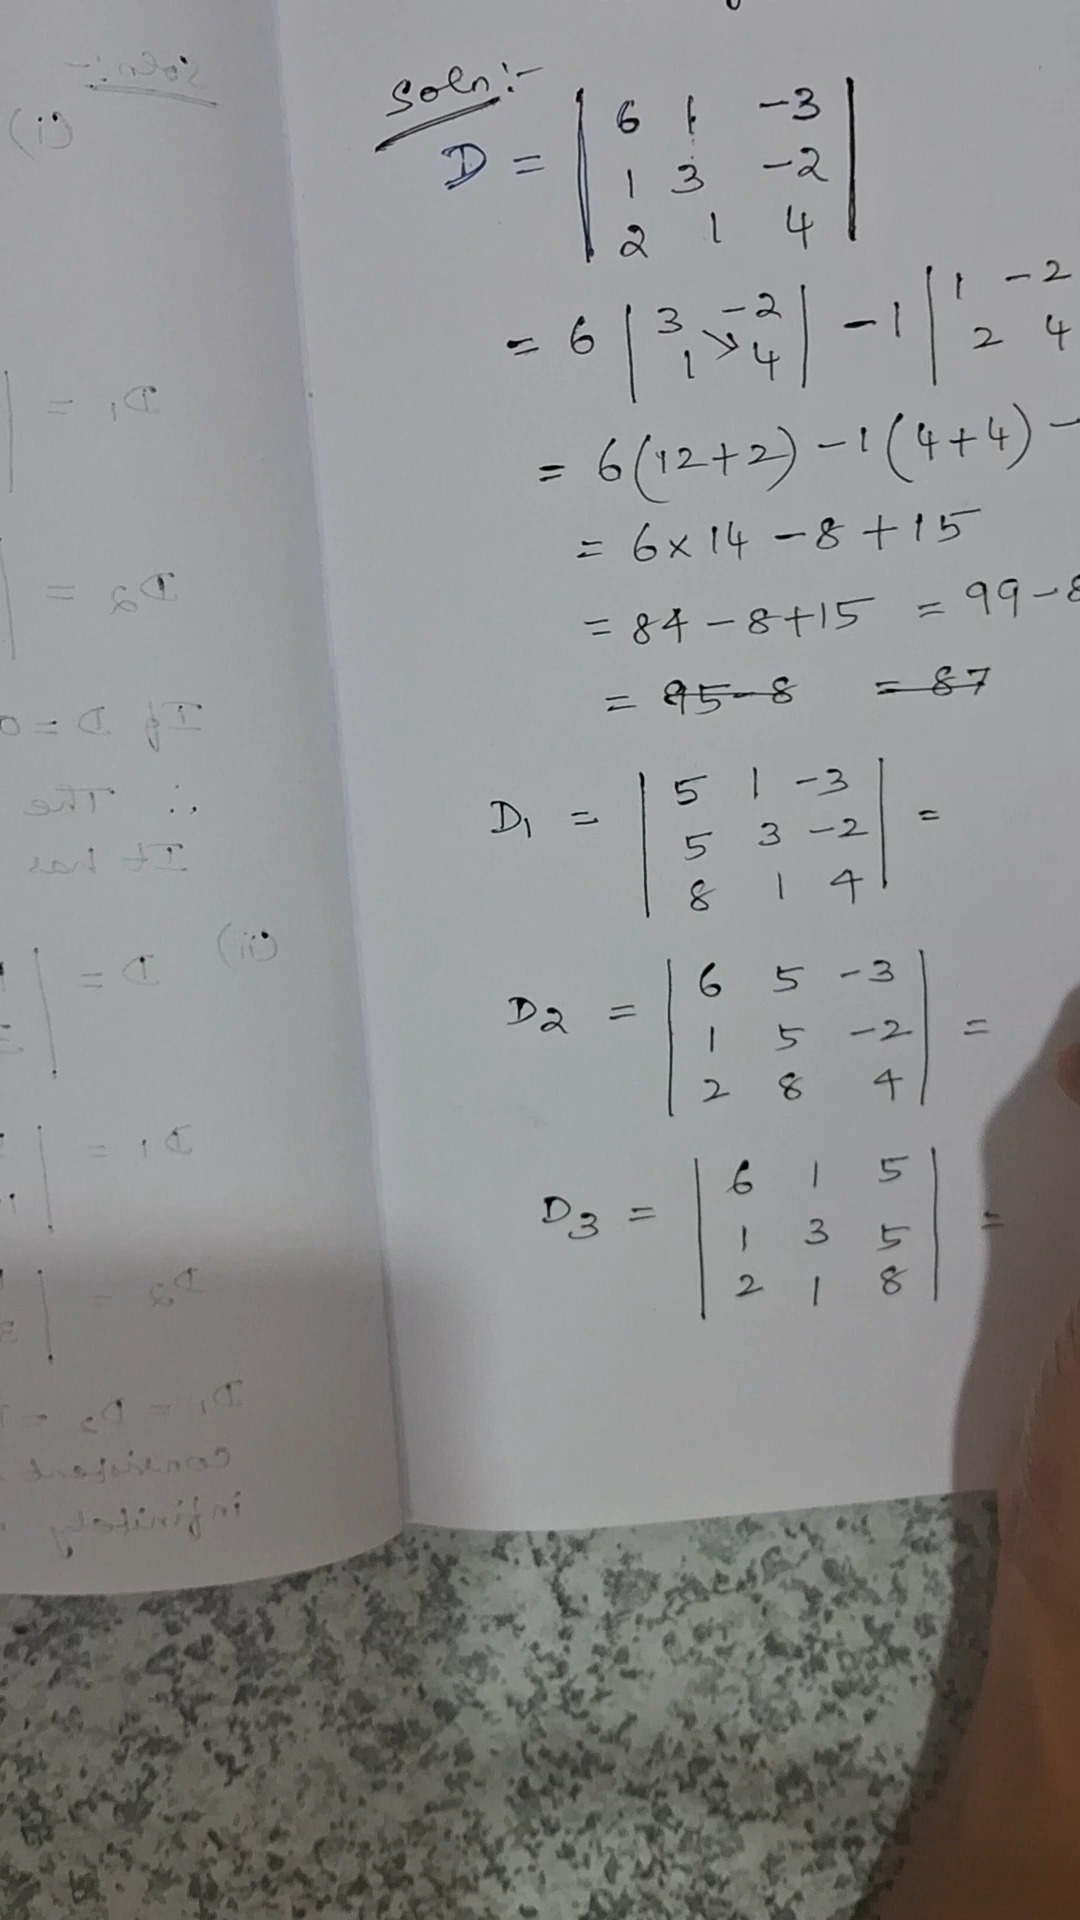 Soln:-
D = | 6 1 -3 |
| 1 3 -2 |
| 2 1 4 |
= 6 | 3 -2 | -1 | 1 -2
| 1 4 | | 2 4
= 6(12+2) -1(4+4) -
= 6x14 -8+15
= 84-8+15 = 99-8
= 95-8 = 87
D1 = | 5 1 -3 | =
| 5 3 -2 |
| 8 1 4 |
D2 = | 6 5 -3 | =
| 1 5 -2 |
| 2 8 4 |
D3 = | 6 1 5 | =
| 1 3 5 |
| 2 1 8 |